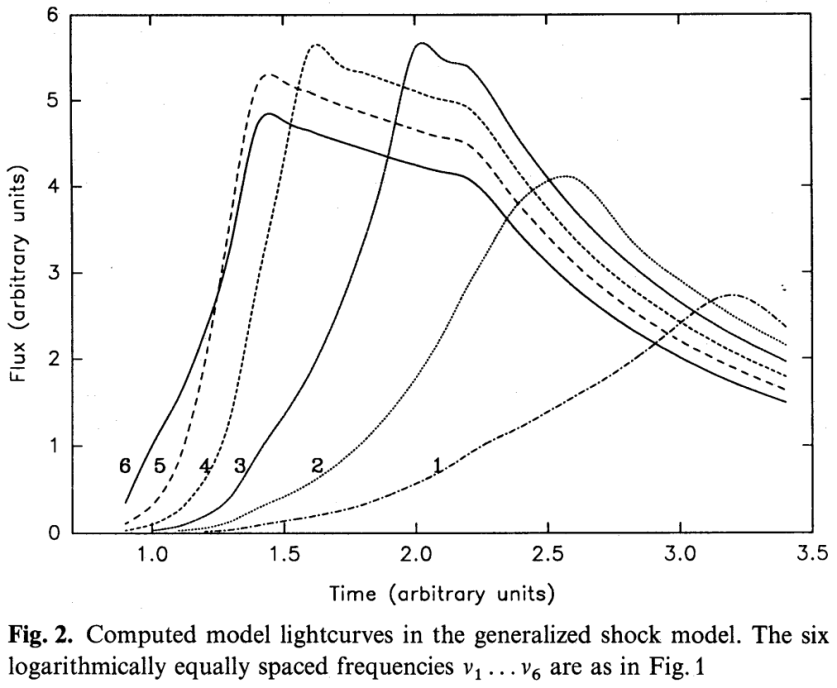 6
5
4
3
2
1
0
Flux (arbitrary units)
6 5 4 3 2 1
1.0 1.5 2.0 2.5 3.0 3.5
Time (arbitrary units)
Fig. 2. Computed model lightcurves in the generalized shock model. The six
logarithmically equally spaced frequencies ν₁ … ν₆ are as in Fig. 1